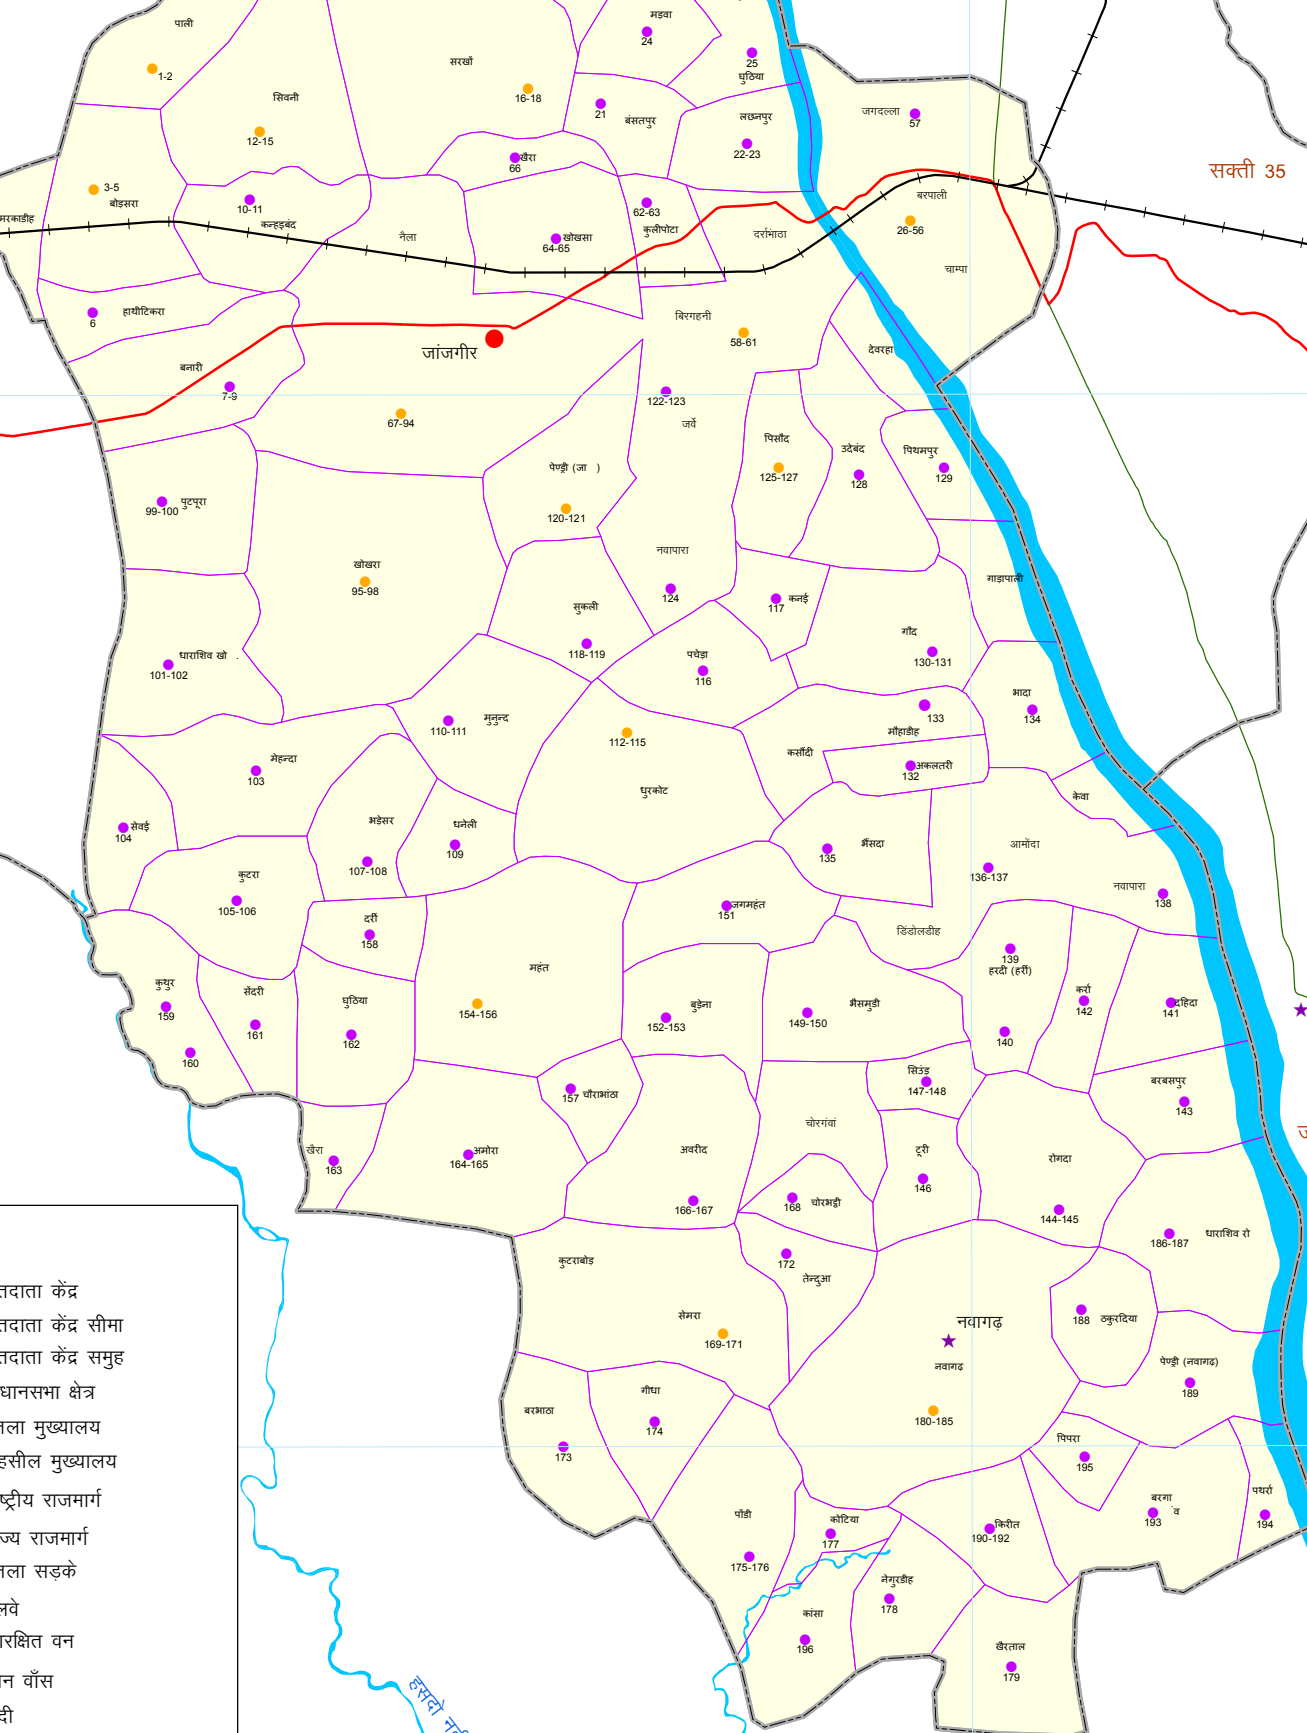 पाली
1-2
सिवनी
12-15
सरखों
16-18
मड़वा
24
25
घुठिया
21
बंसतपुर
लछनपुर
22-23
जगदल्ला
57
सक्ती 35
3-5
बोड़सरा
मरकाडीह
10-11
कन्हइबंद
खैरा
66
नैला
खोखसा
64-65
62-63
कुलीपोटा
दर्राभाठा
बरपाली
26-56
चाम्पा
हाथीटिकरा
6
बिरगहनी
58-61
जांजगीर
देवरहा
बनारी
7-9
67-94
122-123
जर्वे
पिसौद
125-127
उदेबंद
128
पिथमपुर
129
पेण्ड्री (जा )
120-121
पुटपूरा
99-100
खोखरा
95-98
नवापारा
124
सुकली
118-119
117
कनई
गाड़ापाली
गौद
130-131
धाराशिव खो .
101-102
पचेड़ा
116
मुनुन्द
110-111
112-115
धुरकोट
133
मौहाडीह
भादा
134
कर्सौदी
अकलतरी
132
केवा
मेहन्दा
103
सेवई
104
भड़ेसर
107-108
धनेली
109
भैंसदा
135
आमोंदा
136-137
नवापारा
138
कुटरा
105-106
दर्री
158
जगमहंत
151
डिंडोलडीह
139
हरदी (हर्री)
140
कर्रा
142
दहिदा
141
महंत
154-156
कुथुर
159
160
सेंदरी
161
घुठिया
162
बुड़ेना
152-153
भैसमुडी
149-150
सिउंड़
147-148
बरबसपुर
143
157
चौराभांठा
चोरगंवां
टूरी
146
रोगदा
144-145
खैरा
163
अमोरा
164-165
अवरीद
166-167
168
चोरभट्ठी
186-187
धाराशिव रो
कुटराबोड़
172
तेन्दुआ
सेमरा
169-171
नवागढ़
नवागढ़
180-185
188
ठकुरदिया
पेण्ड्री (नवागढ़)
189
गीधा
174
बरभाठा
173
पिपरा
195
बरगा
व
193
पथर्रा
194
पोंडी
175-176
कोटिया
177
किरीत
190-192
नेगुरडीह
178
कांसा
196
खैरताल
179
तदाता केंद्र
तदाता केंद्र सीमा
तदाता केंद्र समुह
धानसभा क्षेत्र
ला मुख्यालय
हसील मुख्यालय
ष्ट्रीय राजमार्ग
ज्य राजमार्ग
ला सड़के
लवे
रक्षित वन
न वाँस
दी
हसदो